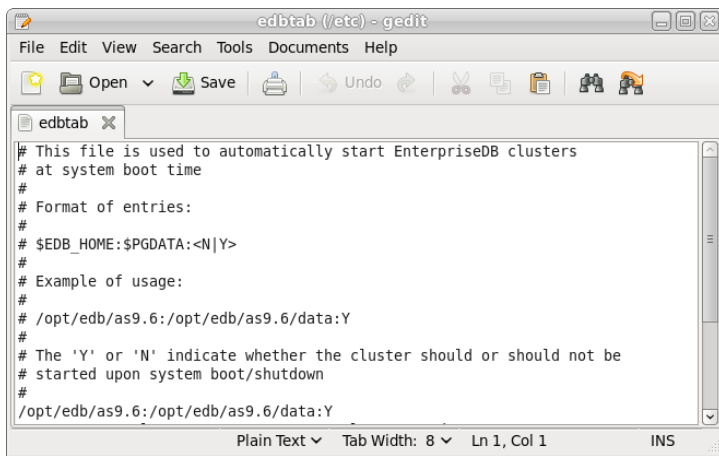 edbtab (/etc) - gedit
File Edit View Search Tools Documents Help
Open Save Undo
edbtab
# This file is used to automatically start EnterpriseDB clusters
# at system boot time
#
# Format of entries:
#
# $EDB_HOME:$PGDATA:<N|Y>
#
# Example of usage:
#
# /opt/edb/as9.6:/opt/edb/as9.6/data:Y
#
# The 'Y' or 'N' indicate whether the cluster should or should not be
# started upon system boot/shutdown
#
/opt/edb/as9.6:/opt/edb/as9.6/data:Y
Plain Text Tab Width: 8 Ln 1, Col 1 INS